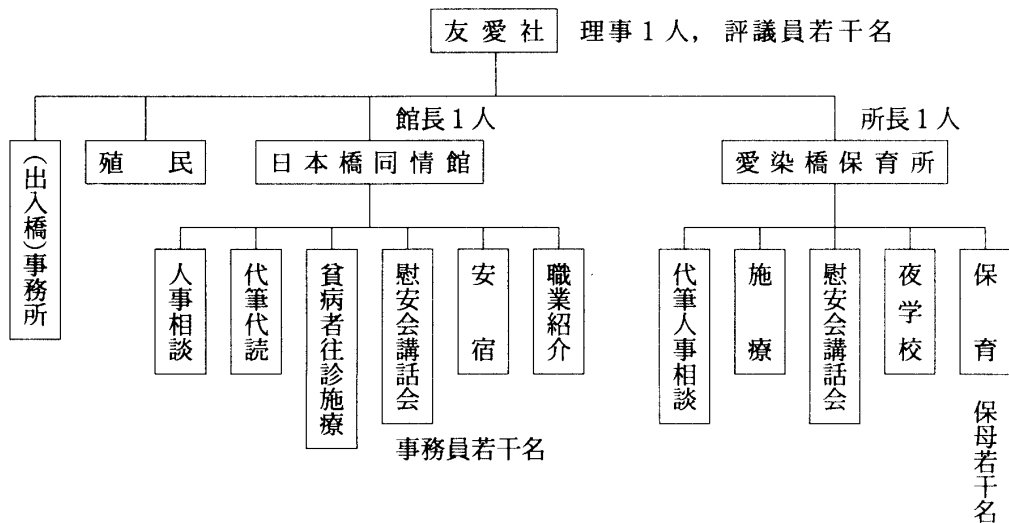 友愛社 理事1人，評議員若干名
館長1人
所長1人
(出入橋)事務所
殖民
日本橋同情館
愛染橋保育所
人事相談
代筆代読
貧病者往診施療
慰安会講話会
安宿
職業紹介
代筆人事相談
施療
慰安会講話会
夜学校
保育
事務員若干名
保母若干名